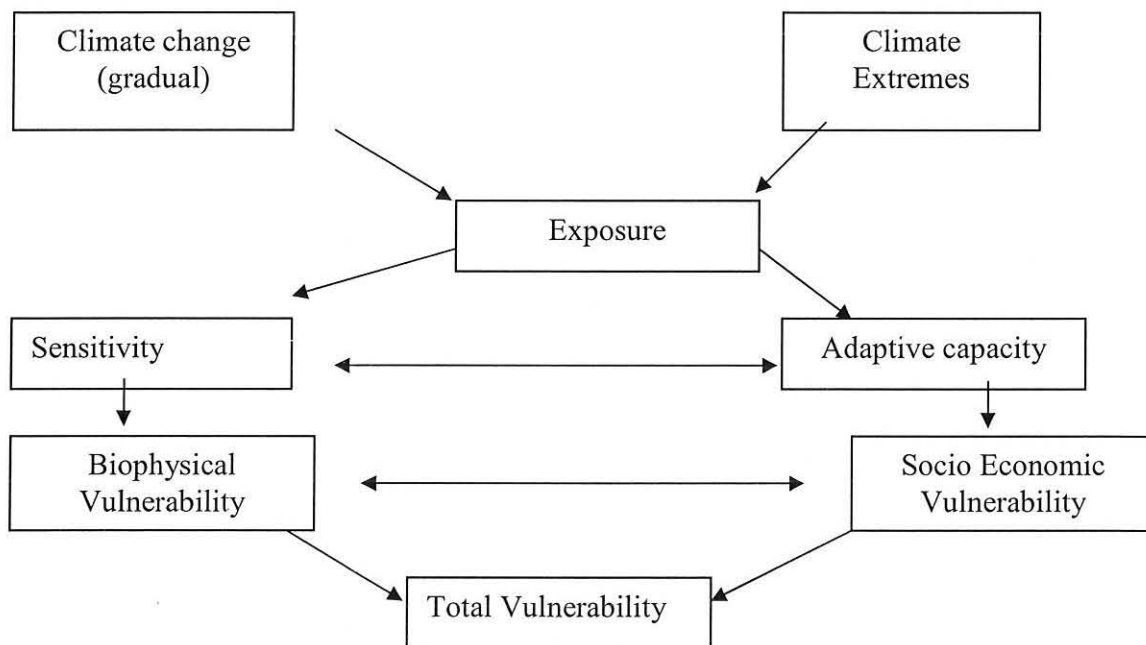 Climate change
(gradual)
Climate
Extremes
Exposure
Sensitivity
Adaptive capacity
Biophysical
Vulnerability
Socio Economic
Vulnerability
Total Vulnerability